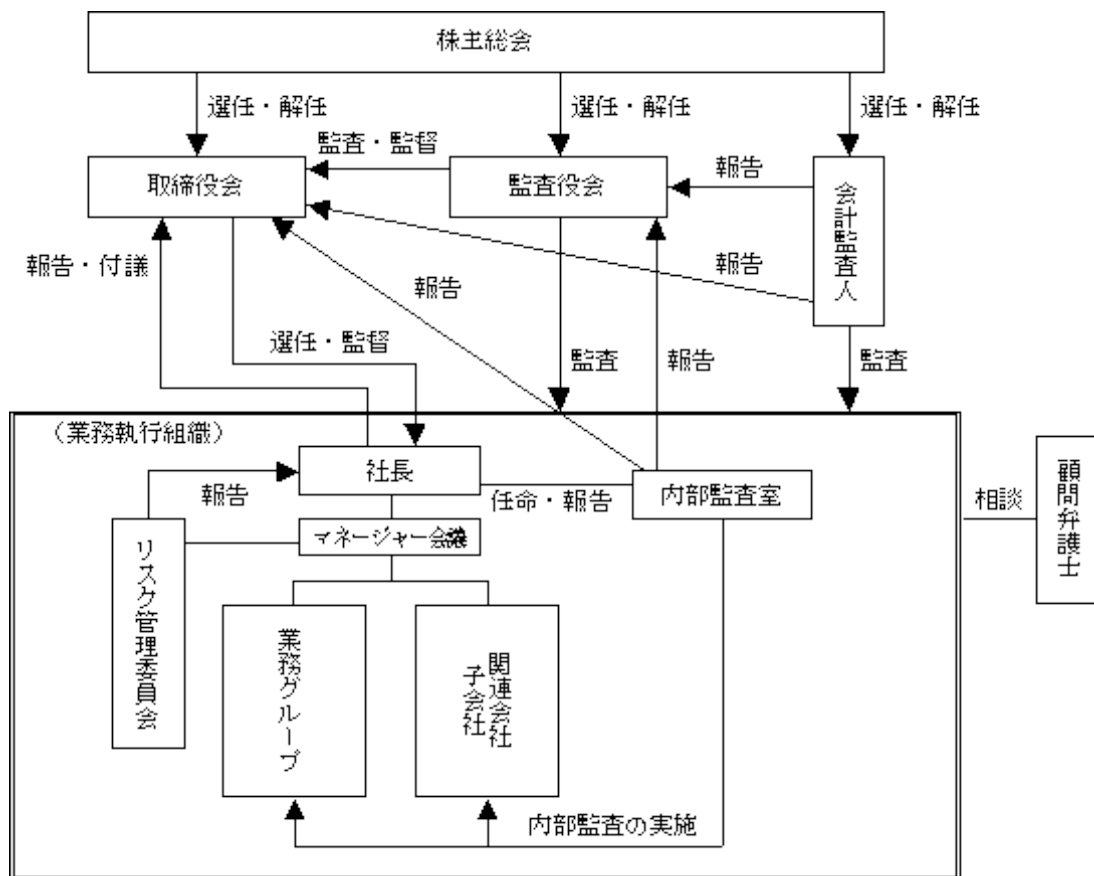 株主総会
選任・解任
選任・解任
選任・解任
監査・監督
報告
取締役会
監査役会
会計監査人
報告・付議
報告
報告
選任・監督
監査
報告
監査
（業務執行組織）
社長
報告
任命・報告
内部監査室
相談
顧問弁護士
マネージャー会議
リスク管理委員会
業務グループ
関連会社
子会社
内部監査の実施